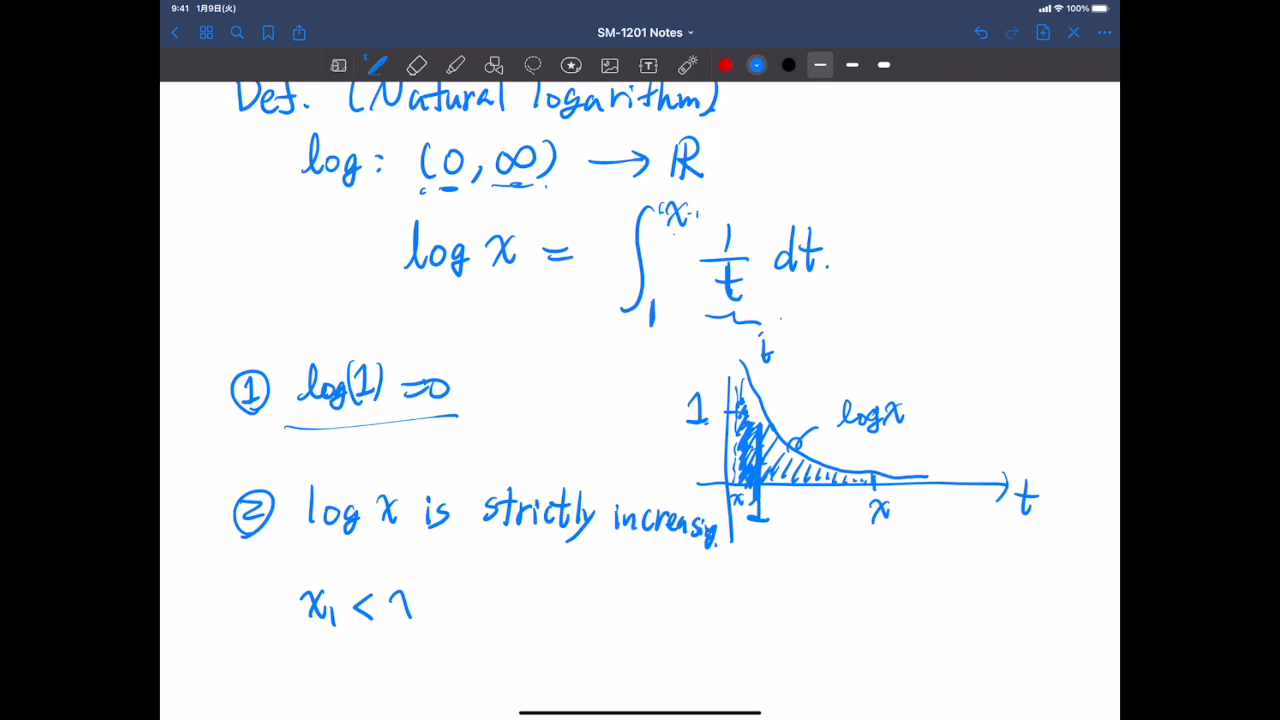 9:41 1月9日(火) 100%
SM-1201 Notes
Def. (Natural logarithm)
log: (0, ∞) → ℝ
log x = ∫₁ˣ 1/t dt.
① log(1) = 0
1 log x
x 1 x t
② log x is strictly increasing.
x₁ <